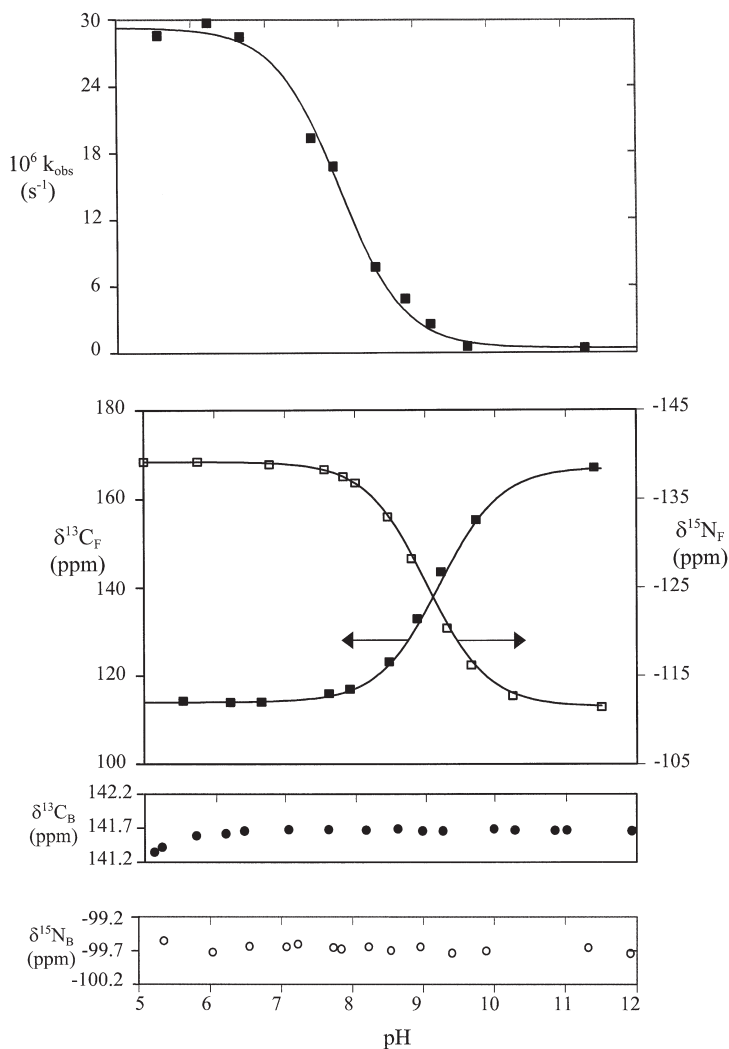 30
24
18
12
6
0
10⁶ k_obs
(s⁻¹)
180
160
140
120
100
δ¹³C_F
(ppm)
-145
-135
-125
-115
-105
δ¹⁵N_F
(ppm)
142.2
141.7
141.2
δ¹³C_B
(ppm)
-99.2
-99.7
-100.2
δ¹⁵N_B
(ppm)
5 6 7 8 9 10 11 12
pH